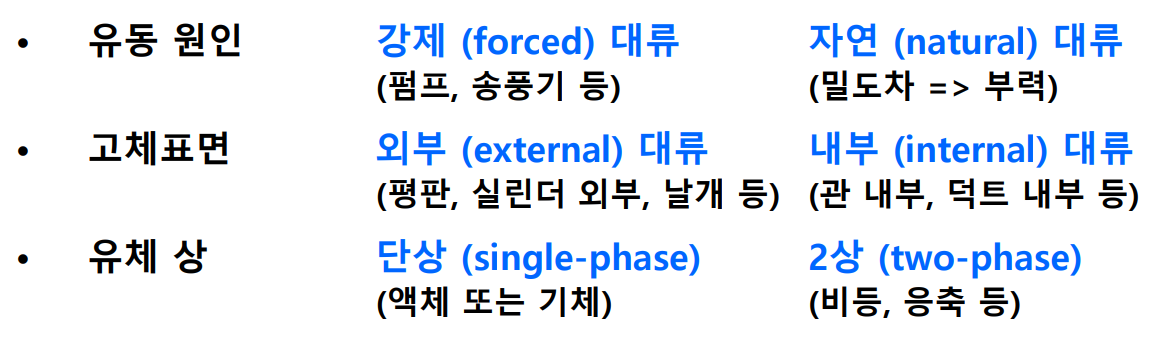 • 유동 원인 강제 (forced) 대류 자연 (natural) 대류
(펌프, 송풍기 등) (밀도차 => 부력)
• 고체표면 외부 (external) 대류 내부 (internal) 대류
(평판, 실린더 외부, 날개 등) (관 내부, 덕트 내부 등)
• 유체 상 단상 (single-phase) 2상 (two-phase)
(액체 또는 기체) (비등, 응축 등)